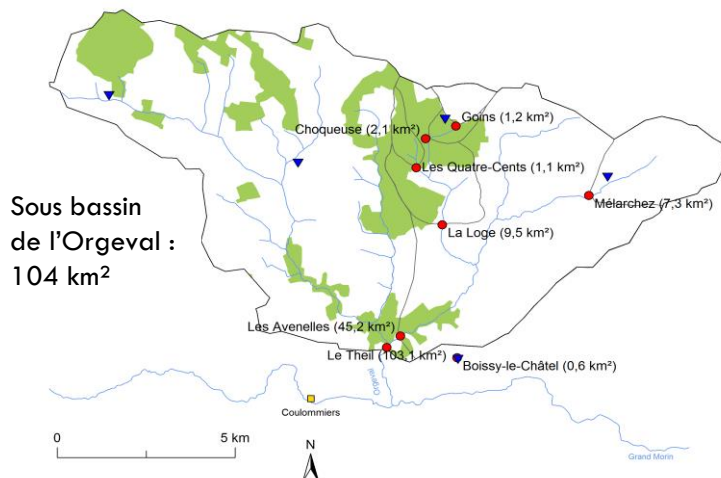 Goins (1,2 km²)
Choqueuse (2,1 km²)
Les Quatre-Cents (1,1 km²)
Mélarchez (7,3 km²)
Sous bassin
de l'Orgeval :
104 km²
La Loge (9,5 km²)
Les Avenelles (45,2 km²)
Le Theil (103,1 km²)
Boissy-le-Châtel (0,6 km²)
Orgeval
Coulommiers
0 5 km
N
Grand Morin